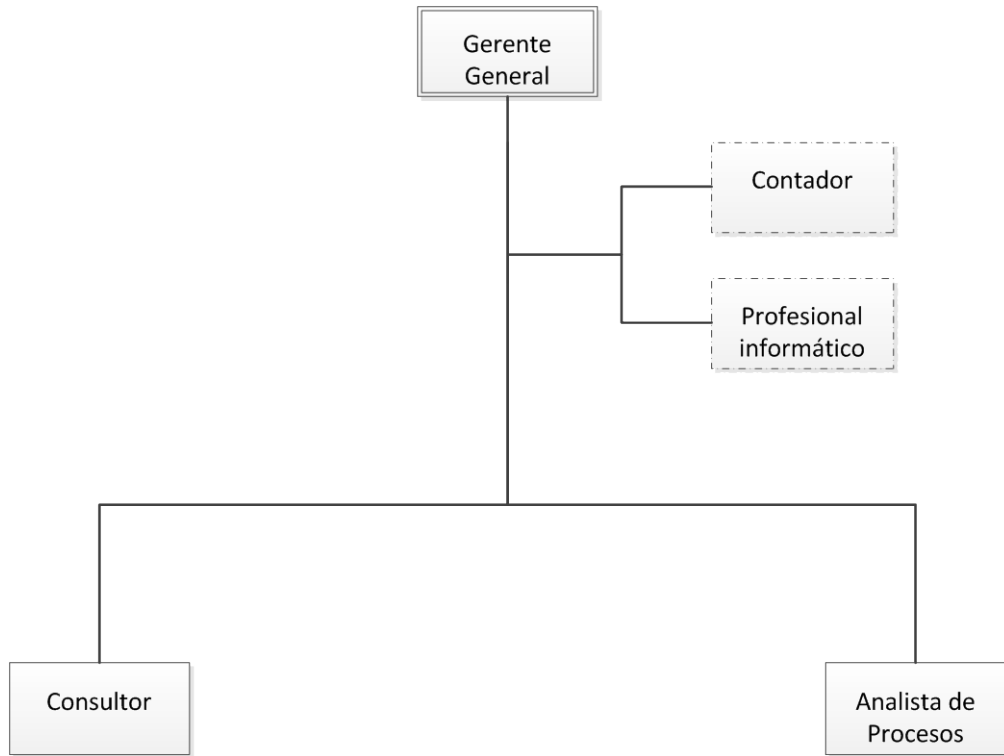 Gerente
General
Contador
Profesional
informático
Consultor
Analista de
Procesos